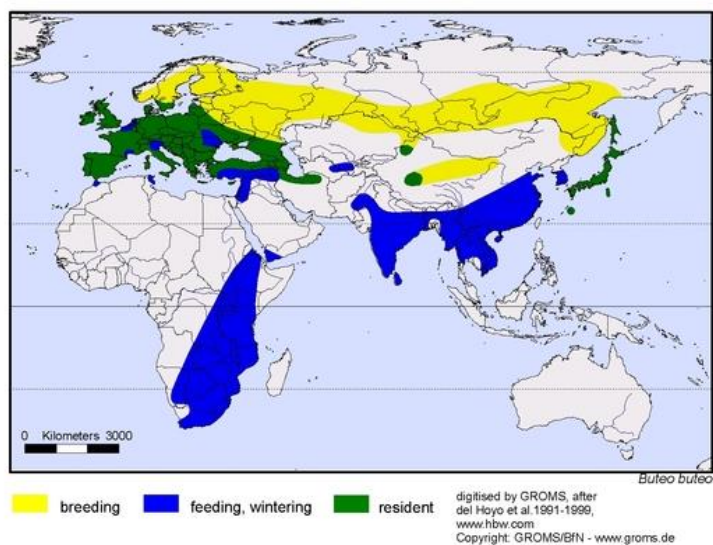 0 Kilometers 3000
Buteo buteo
breeding
feeding, wintering
resident
digitised by GROMS, after
del Hoyo et al.1991-1999,
www.hbw.com
Copyright: GROMS/BfN - www.groms.de